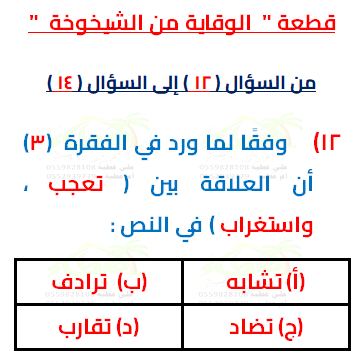 قطعة " الوقاية من الشيخوخة "
من السؤال ( ١٢ ) إلى السؤال ( ١٤ )
١٢) وفقًا لما ورد في الفقرة (٣)
أن العلاقة بين ( تعجب ،
واستغراب ) في النص :
(أ) تشابه (ب) ترادف
(ج) تضاد (د) تقارب